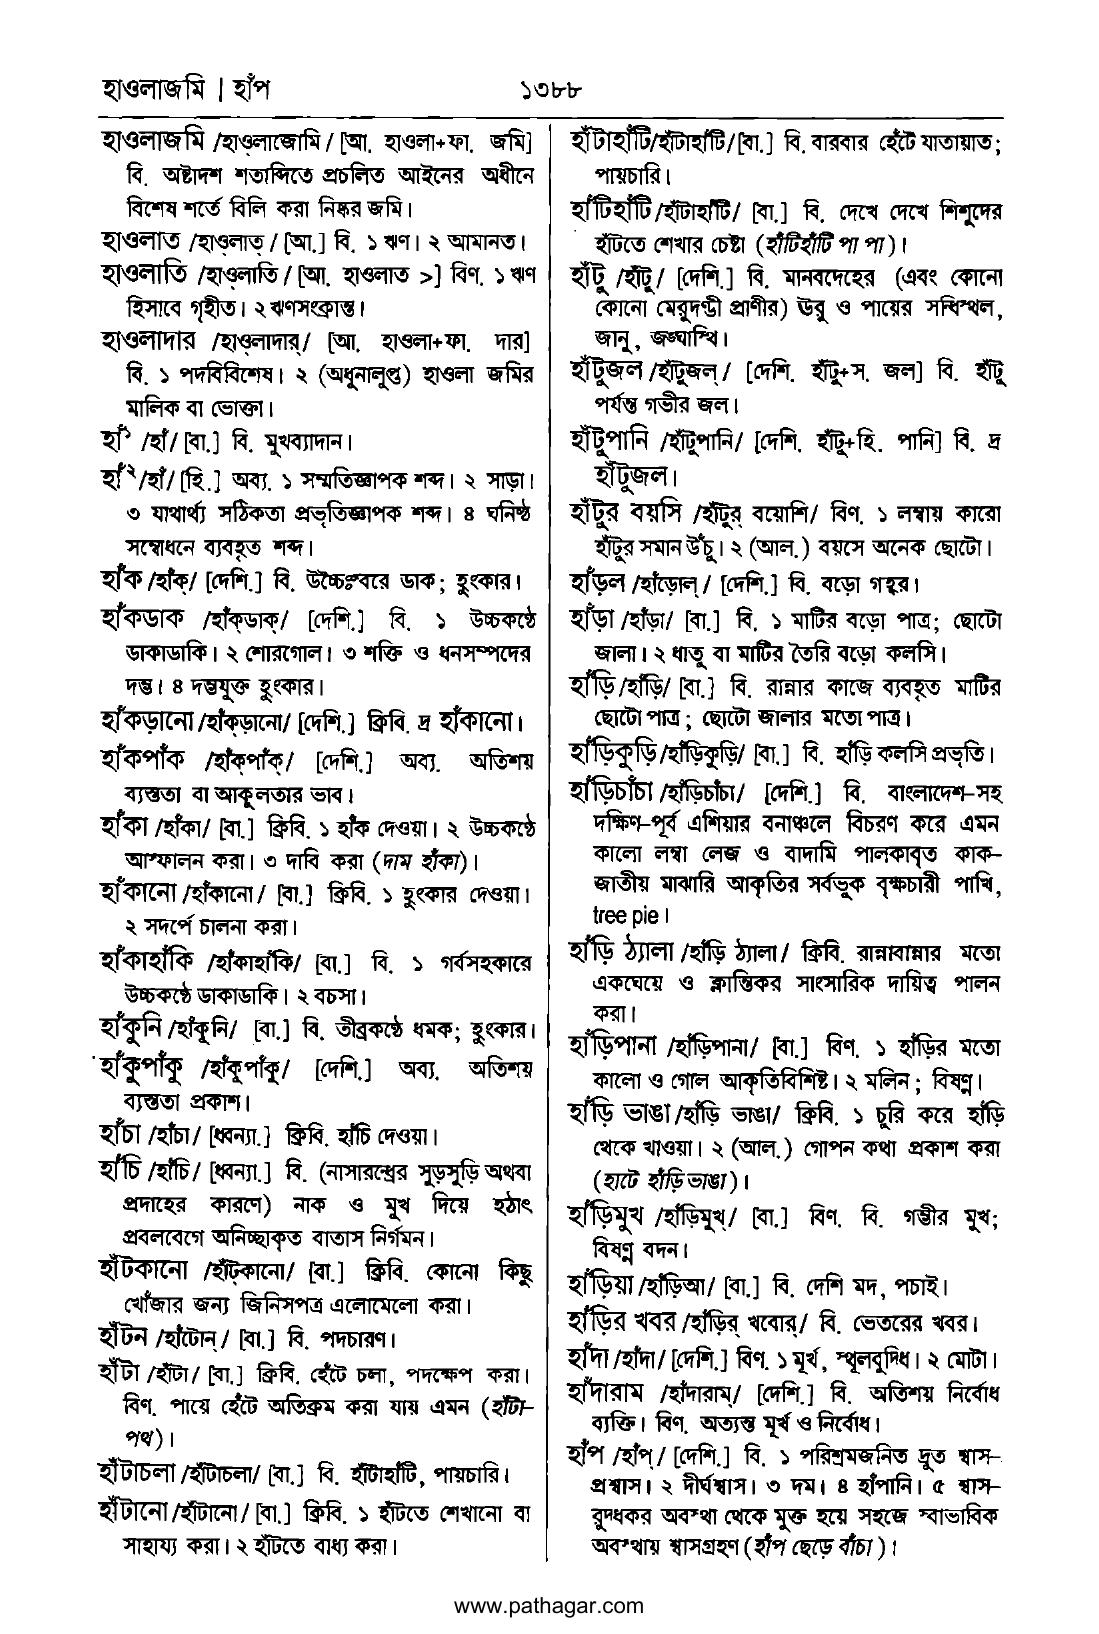 হাওলাজমি | হাঁপ
১৩৮৮
হাওলাজমি /হাওলাজোমি / [আ. হাওলা+ফা. জমি]
বি. অষ্টাদশ শতাব্দিতে প্রচলিত আইনের অধীনে
বিশেষ শর্তে বিলি করা নিষ্কর জমি।
হাওলাত /হাওলাত্ / [আ.] বি. ১ ঋণ। ২ আমানত।
হাওলাতি /হাওলাতি / [আ. হাওলাত >] বিণ. ১ ঋণ
হিসাবে গৃহীত। ২ ঋণসংক্রান্ত।
হাওলাদার /হাওলাদার্/ [আ. হাওলা+ফা. দার]
বি. ১ পদবিবিশেষ। ২ (অধুনালুপ্ত) হাওলা জমির
মালিক বা ভোক্তা।
হাঁ১ /হাঁ/ [বা.] বি. মুখব্যাদান।
হাঁ২ /হাঁ/ [হি.] অব্য. ১ সম্মতিজ্ঞাপক শব্দ। ২ সাড়া।
৩ যাথার্থ্য সঠিকতা প্রভৃতিজ্ঞাপক শব্দ। ৪ ঘনিষ্ঠ
সম্বোধনে ব্যবহৃত শব্দ।
হাঁক /হাঁক্/ [দেশি.] বি. উচ্চৈঃস্বরে ডাক; হুংকার।
হাঁকডাক /হাঁক্‌ডাক্/ [দেশি.] বি. ১ উচ্চকণ্ঠে
ডাকাডাকি। ২ শোরগোল। ৩ শক্তি ও ধনসম্পদের
দম্ভ। ৪ দম্ভযুক্ত হুংকার।
হাঁকড়ানো /হাঁক্‌ড়ানো/ [দেশি.] ক্রিবি. দ্র হাঁকানো।
হাঁকপাঁক /হাঁক্‌পাঁক্/ [দেশি.] অব্য. অতিশয়
ব্যস্ততা বা আকুলতার ভাব।
হাঁকা /হাঁকা/ [বা.] ক্রিবি. ১ হাঁক দেওয়া। ২ উচ্চকণ্ঠে
আস্ফালন করা। ৩ দাবি করা (দাম হাঁকা)।
হাঁকানো /হাঁকানো/ [বা.] ক্রিবি. ১ হুংকার দেওয়া।
২ সদর্পে চালনা করা।
হাঁকাহাঁকি /হাঁকাহাঁকি/ [বা.] বি. ১ গর্বসহকারে
উচ্চকণ্ঠে ডাকাডাকি। ২ বচসা।
হাঁকুনি /হাঁকুনি/ [বা.] বি. তীব্রকণ্ঠে ধমক; হুংকার।
হাঁকুপাঁকু /হাঁকুপাঁকু/ [দেশি.] অব্য. অতিশয়
ব্যস্ততা প্রকাশ।
হাঁচা /হাঁচা/ [ধ্বন্যা.] ক্রিবি. হাঁচি দেওয়া।
হাঁচি /হাঁচি/ [ধ্বন্যা.] বি. (নাসারন্ধ্রে সুড়সুড়ি অথবা
প্রদাহের কারণে) নাক ও মুখ দিয়ে হঠাৎ
প্রবলবেগে অনিচ্ছাকৃত বাতাস নির্গমন।
হাঁটকানো /হাঁট্‌কানো/ [বা.] ক্রিবি. কোনো কিছু
খোঁজার জন্য জিনিসপত্র এলোমেলো করা।
হাঁটন /হাঁটোন্/ [বা.] বি. পদচারণ।
হাঁটা /হাঁটা/ [বা.] ক্রিবি. হেঁটে চলা, পদক্ষেপ করা।
বিণ. পায়ে হেঁটে অতিক্রম করা যায় এমন (হাঁটা-
পথ)।
হাঁটাচলা /হাঁটাচলা/ [বা.] বি. হাঁটাহাঁটি, পায়চারি।
হাঁটানো /হাঁটানো/ [বা.] ক্রিবি. ১ হাঁটতে শেখানো বা
সাহায্য করা। ২ হাঁটতে বাধ্য করা।
হাঁটাহাঁটি/হাঁটাহাঁটি/ [বা.] বি. বারবার হেঁটে যাতায়াত;
পায়চারি।
হাঁটিহাঁটি /হাঁটাহাঁটি/ [বা.] বি. দেখে দেখে শিশুদের
হাঁটতে শেখার চেষ্টা (হাঁটিহাঁটি পা পা)।
হাঁটু /হাঁটু/ [দেশি.] বি. মানবদেহের (এবং কোনো
কোনো মেরুদণ্ডী প্রাণীর) ঊরু ও পায়ের সন্ধিস্থল,
জানু, জঙ্ঘাস্থি।
হাঁটুজল /হাঁটুজল্/ [দেশি. হাঁটু+স. জল] বি. হাঁটু
পর্যন্ত গভীর জল।
হাঁটুপানি /হাঁটুপানি/ [দেশি. হাঁটু+হি. পানি] বি. দ্র
হাঁটুজল।
হাঁটুর বয়সি /হাঁটুর্ বয়োশি/ বিণ. ১ লম্বায় কারো
হাঁটুর সমান উঁচু। ২ (আল.) বয়সে অনেক ছোটো।
হাঁড়ল /হাঁড়োল্/ [দেশি.] বি. বড়ো গহ্বর।
হাঁড়া /হাঁড়া/ [বা.] বি. ১ মাটির বড়ো পাত্র; ছোটো
জালা। ২ ধাতু বা মাটির তৈরি বড়ো কলসি।
হাঁড়ি /হাঁড়ি/ [বা.] বি. রান্নার কাজে ব্যবহৃত মাটির
ছোটো পাত্র; ছোটো জালার মতো পাত্র।
হাঁড়িকুড়ি /হাঁড়িকুড়ি/ [বা.] বি. হাঁড়ি কলসি প্রভৃতি।
হাঁড়িচাঁচা /হাঁড়িচাঁচা/ [দেশি.] বি. বাংলাদেশ-সহ
দক্ষিণ-পূর্ব এশিয়ার বনাঞ্চলে বিচরণ করে এমন
কালো লম্বা লেজ ও বাদামি পালকাবৃত কাক-
জাতীয় মাঝারি আকৃতির সর্বভুক বৃক্ষচারী পাখি,
tree pie।
হাঁড়ি ঠ্যালা /হাঁড়ি ঠ্যালা/ ক্রিবি. রান্নাবান্নার মতো
একঘেয়ে ও ক্লান্তিকর সাংসারিক দায়িত্ব পালন
করা।
হাঁড়িপানা /হাঁড়িপানা/ [বা.] বিণ. ১ হাঁড়ির মতো
কালো ও গোল আকৃতিবিশিষ্ট। ২ মলিন; বিষণ্ণ।
হাঁড়ি ভাঙা /হাঁড়ি ভাঙা/ ক্রিবি. ১ চুরি করে হাঁড়ি
থেকে খাওয়া। ২ (আল.) গোপন কথা প্রকাশ করা
(হাটে হাঁড়ি ভাঙা)।
হাঁড়িমুখ /হাঁড়িমুখ্/ [বা.] বিণ. বি. গম্ভীর মুখ;
বিষণ্ণ বদন।
হাঁড়িয়া /হাঁড়িআ/ [বা.] বি. দেশি মদ, পচাই।
হাঁড়ির খবর /হাঁড়ির্ খবোর্/ বি. ভেতরের খবর।
হাঁদা /হাঁদা/ [দেশি.] বিণ. ১ মূর্খ, স্থূলবুদ্ধি। ২ মোটা।
হাঁদারাম /হাঁদারাম্/ [দেশি.] বি. অতিশয় নির্বোধ
ব্যক্তি। বিণ. অত্যন্ত মূর্খ ও নির্বোধ।
হাঁপ /হাঁপ্/ [দেশি.] বি. ১ পরিশ্রমজনিত দ্রুত শ্বাস-
প্রশ্বাস। ২ দীর্ঘশ্বাস। ৩ দম। ৪ হাঁপানি। ৫ শ্বাস-
রুদ্ধকর অবস্থা থেকে মুক্ত হয়ে সহজে স্বাভাবিক
অবস্থায় শ্বাসগ্রহণ (হাঁপ ছেড়ে বাঁচা)।
www.pathagar.com